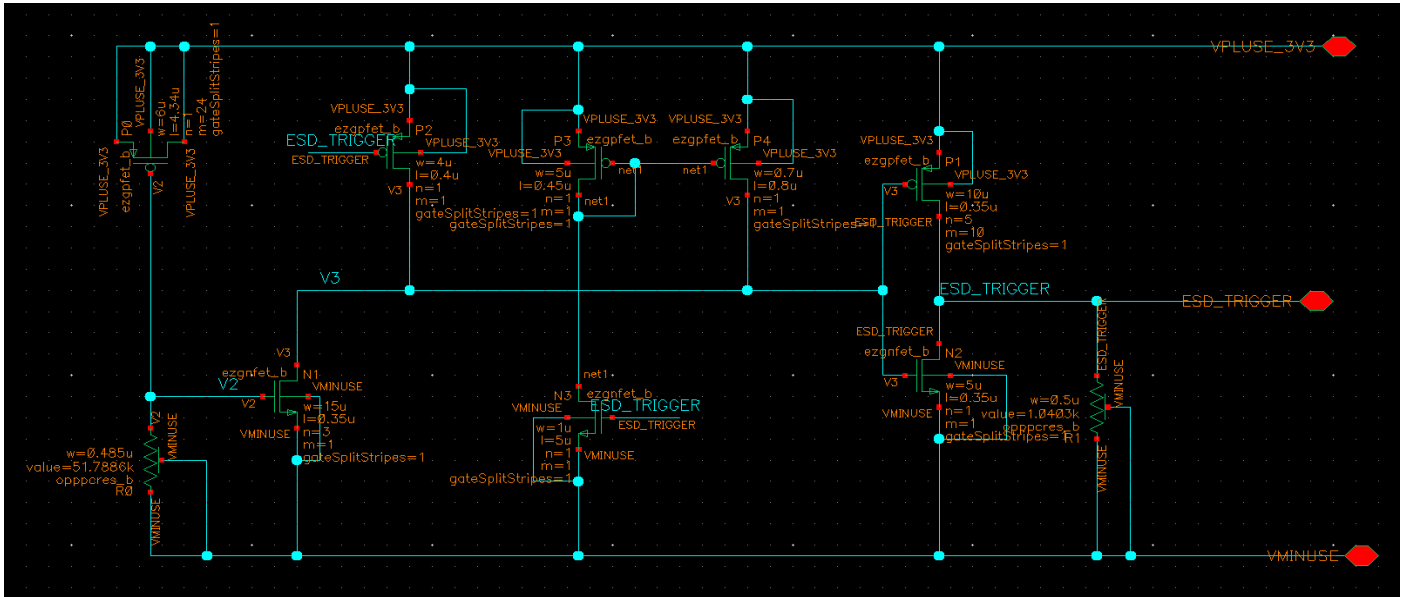 VPLUSE_3V3
P0
VPLUSE_3V3
w=6u
l=4.34u
n=1
m=24
gateSplitStripes=1
VPLUSE_3V3
ezgpfet_b
V2
VPLUSE_3V3
VPLUSE_3V3
P2
ezgpfet_b
ESD_TRIGGER
ESD_TRIGGER
VPLUSE_3V3
w=4u
l=0.4u
n=1
m=1
gateSplitStripes=1
V3
VPLUSE_3V3
P3
ezgpfet_b
VPLUSE_3V3
w=5u
l=0.45u
n=1
m=1
gateSplitStripes=1
net1
net1
VPLUSE_3V3
P4
ezgpfet_b
net1
VPLUSE_3V3
w=0.7u
l=0.8u
n=1
m=1
gateSplitStripes=1
V3
VPLUSE_3V3
P1
ezgpfet_b
VPLUSE_3V3
V3
w=10u
l=0.35u
n=5
m=10
gateSplitStripes=1
ESD_TRIGGER
V3
ESD_TRIGGER
ESD_TRIGGER
V3
ezgnfet_b
N1
V2
V2
VMINUSE
w=15u
l=0.35u
n=3
m=1
gateSplitStripes=1
VMINUSE
net1
N3
ezgnfet_b
VMINUSE
ESD_TRIGGER
ESD_TRIGGER
w=1u
l=5u
n=1
m=1
gateSplitStripes=1
VMINUSE
ESD_TRIGGER
ezgnfet_b
N2
VMINUSE
V3
w=5u
l=0.35u
n=1
m=1
gateSplitStripes=1
VMINUSE
ESD_TRIGGER
VMINUSE
w=0.5u
value=1.0403k
opppcres_b
R1
VMINUSE
V2
VMINUSE
w=0.485u
value=51.7886k
opppcres_b
R0
VMINUSE
VMINUSE